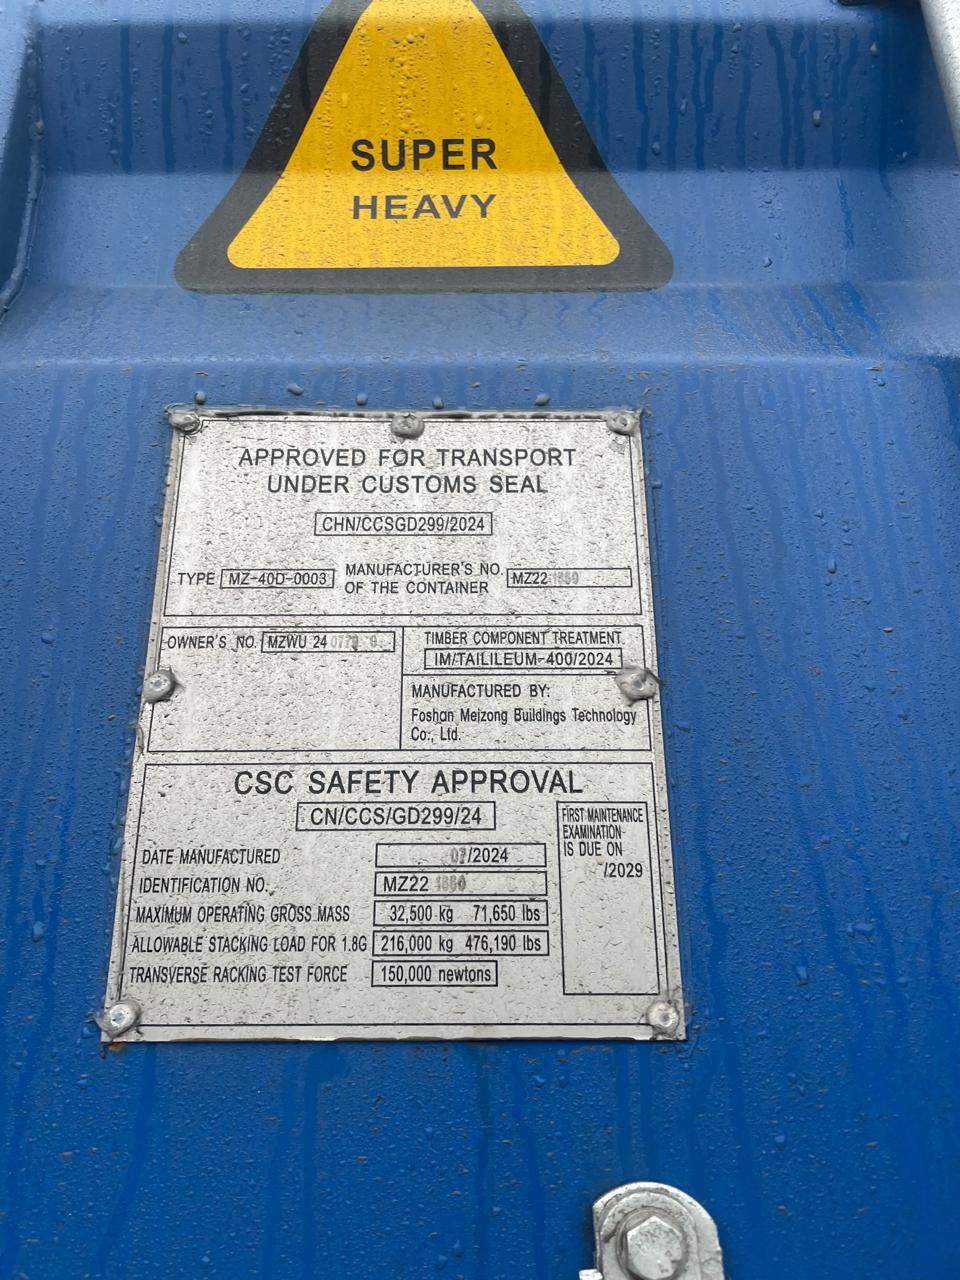 SUPER
HEAVY
APPROVED FOR TRANSPORT
UNDER CUSTOMS SEAL
CHN/CCSGD299/2024
TYPE MZ-40D-0003 MANUFACTURER'S NO. OF THE CONTAINER MZ22
OWNER'S NO. MZWU 24
TIMBER COMPONENT TREATMENT
IM/TAILILEUM-400/2024
MANUFACTURED BY:
Foshan Meizong Buildings Technology
Co., Ltd.
CSC SAFETY APPROVAL
CN/CCS/GD299/24
DATE MANUFACTURED 07/2024
IDENTIFICATION NO. MZ22
MAXIMUM OPERATING GROSS MASS 32,500 kg 71,650 lbs
ALLOWABLE STACKING LOAD FOR 1.8G 216,000 kg 476,190 lbs
TRANSVERSE RACKING TEST FORCE 150,000 newtons
FIRST MAINTENANCE
EXAMINATION
IS DUE ON
/2029